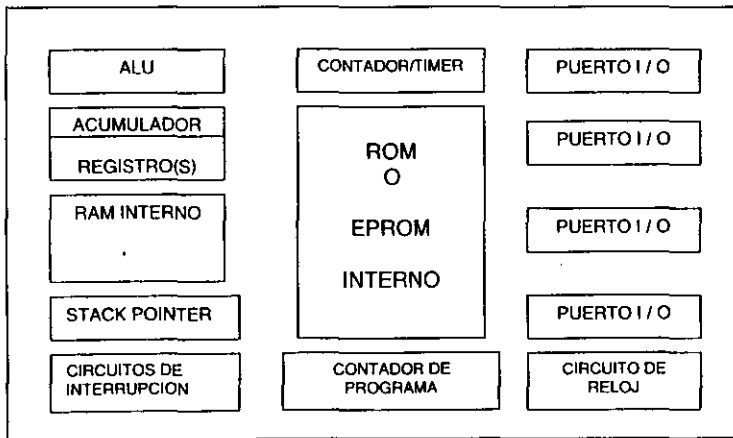 ALU
ACUMULADOR
REGISTRO(S)
RAM INTERNO
STACK POINTER
CIRCUITOS DE
INTERRUPCION
CONTADOR/TIMER
ROM
O
EPROM
INTERNO
CONTADOR DE
PROGRAMA
PUERTO I / O
PUERTO I / O
PUERTO I / O
PUERTO I / O
CIRCUITO DE
RELOJ